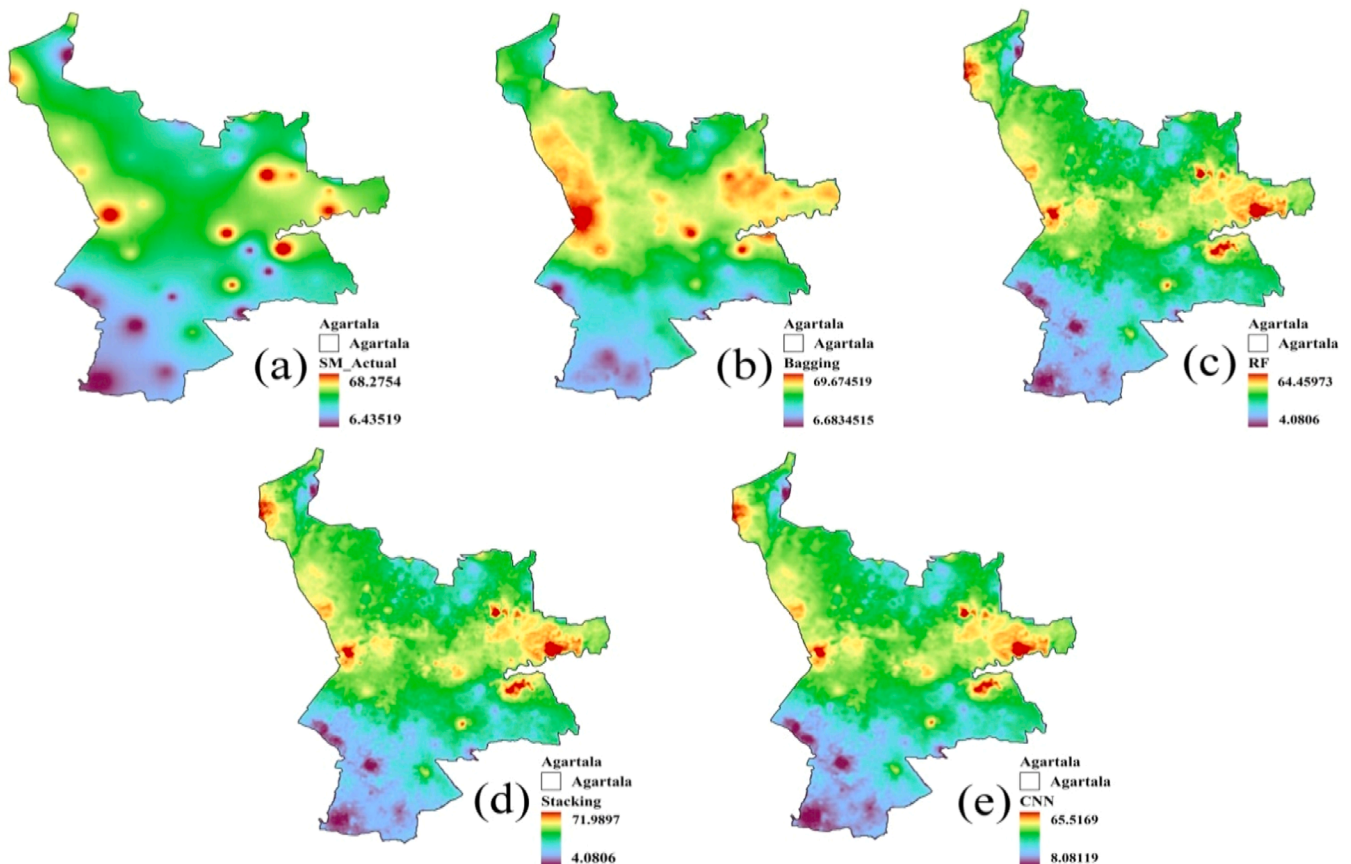 Agartala
Agartala
(a)
SM_Actual
68.2754
6.43519
Agartala
Agartala
(b)
Bagging
69.674519
6.6834515
Agartala
Agartala
(c)
RF
64.45973
4.0806
Agartala
Agartala
(d)
Stacking
71.9897
4.0806
Agartala
Agartala
(e)
CNN
65.5169
8.08119